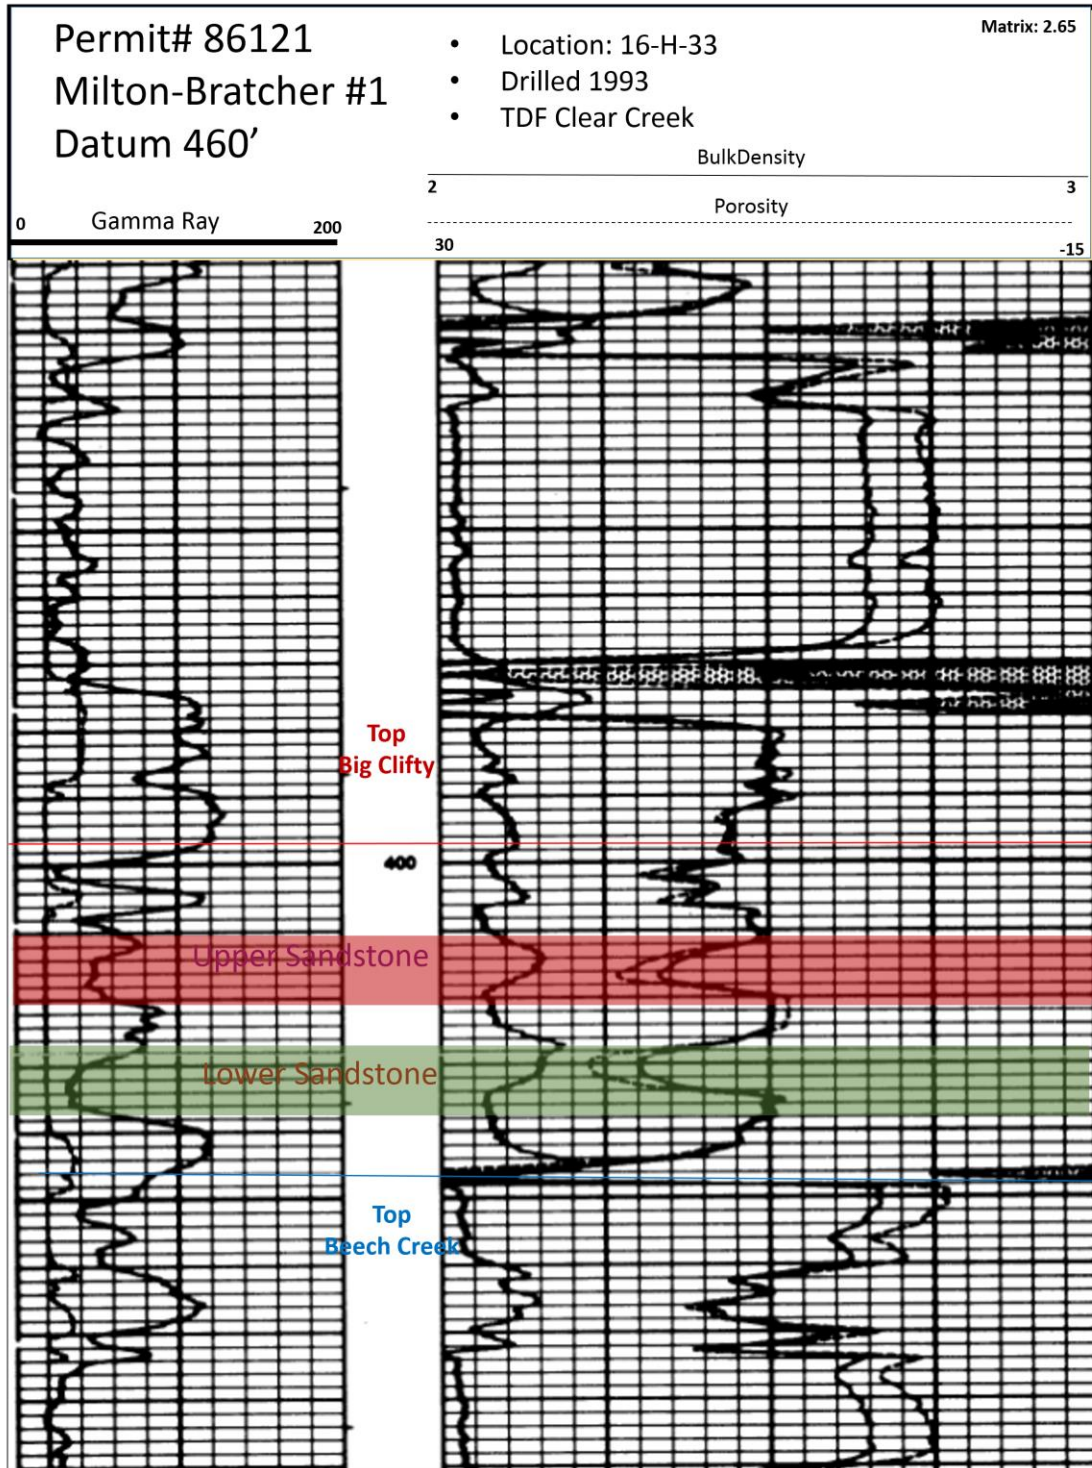 Permit# 86121
Milton-Bratcher #1
Datum 460’
• Location: 16-H-33
• Drilled 1993
• TDF Clear Creek
Matrix: 2.65
BulkDensity
2 3
Porosity
30 -15
0 Gamma Ray 200
Top
Big Clifty
400
Upper Sandstone
Lower Sandstone
Top
Beech Creek